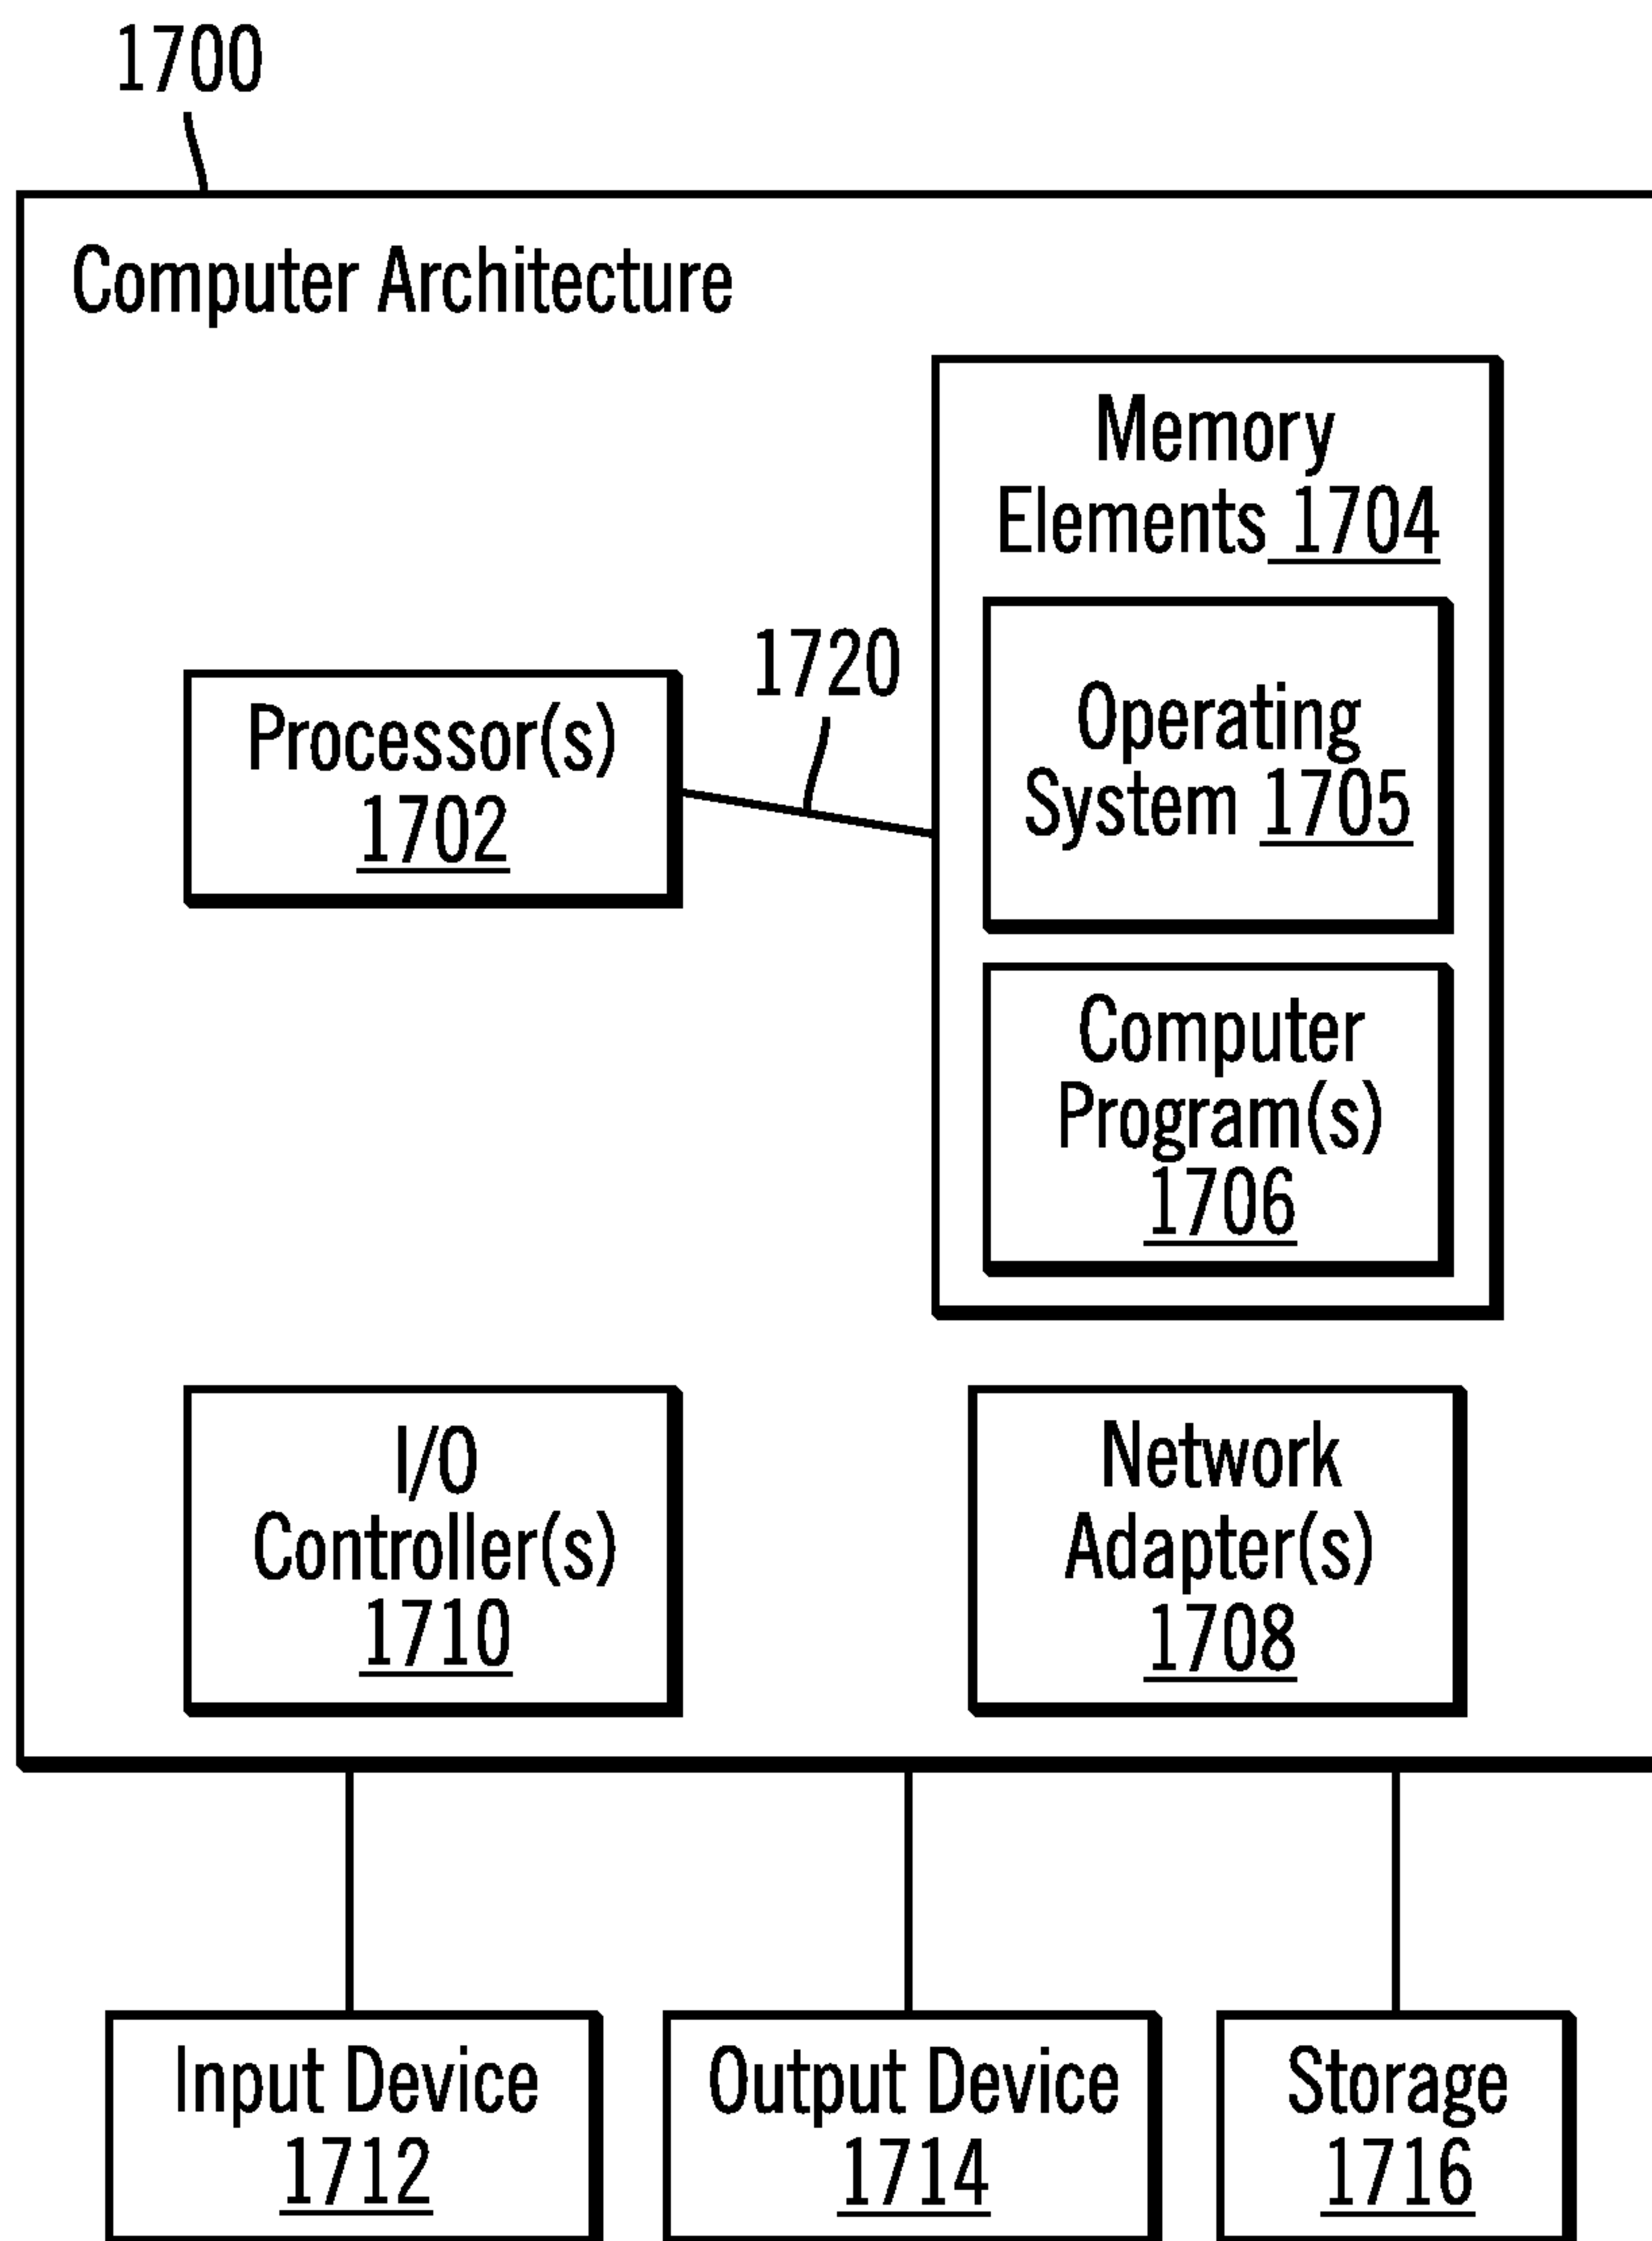 1700
Computer Architecture
Memory
Elements 1704
Operating
System 1705
1720
Processor(s)
1702
Computer
Program(s)
1706
I/O
Controller(s)
1710
Network
Adapter(s)
1708
Input Device
1712
Output Device
1714
Storage
1716